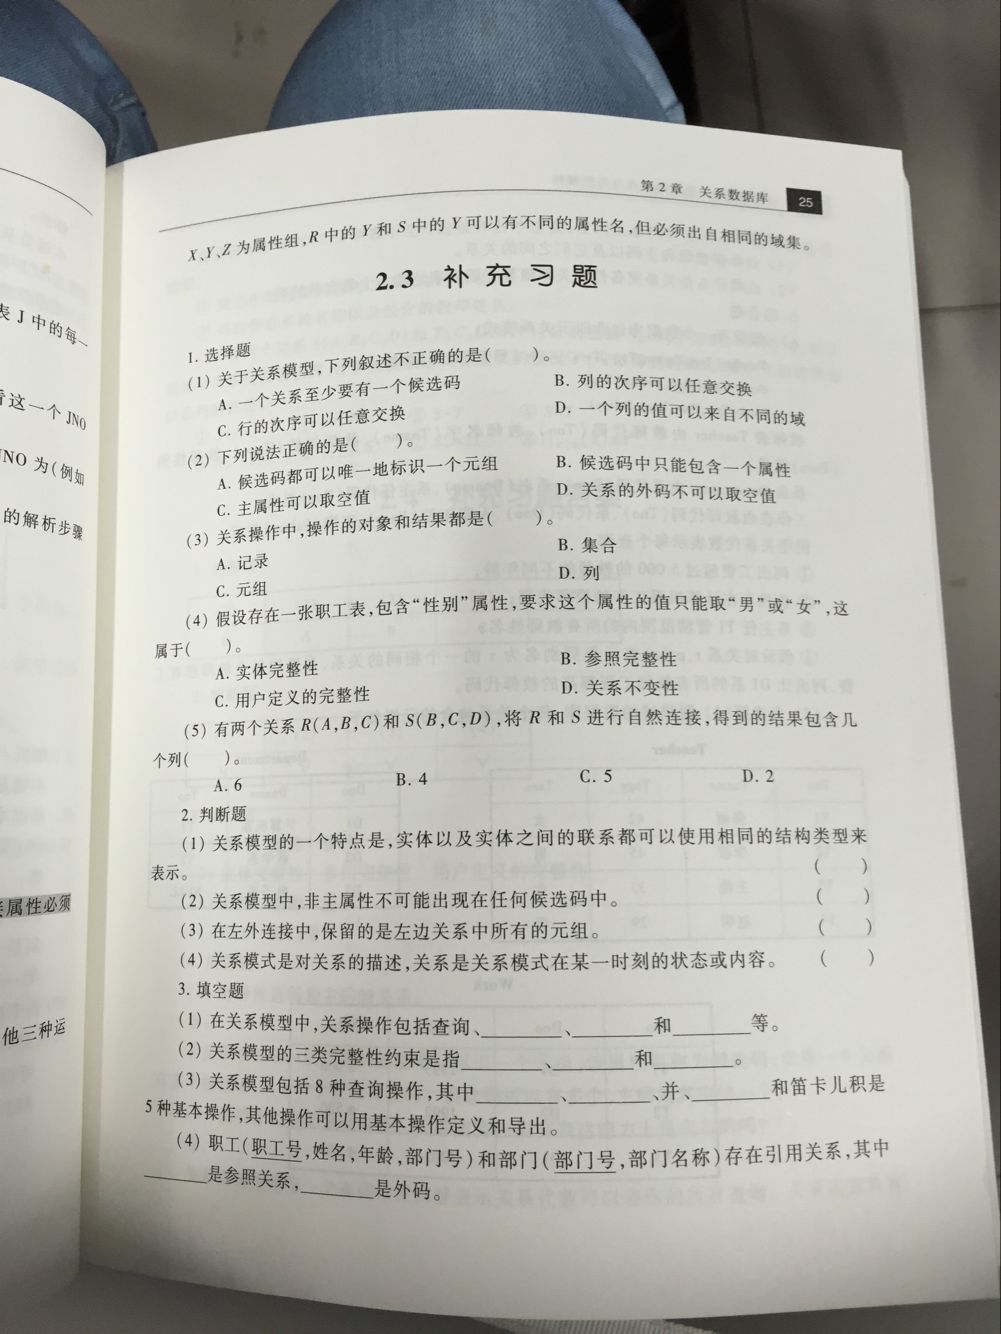 表 J 中的每一
看这一个 JNO
JNO 为(例如
的解析步骤
接属性必须
他三种运
第 2 章 关系数据库 25
X、Y、Z 为属性组,R 中的 Y 和 S 中的 Y 可以有不同的属性名,但必须出自相同的域集。
2.3 补充习题
1. 选择题
(1) 关于关系模型,下列叙述不正确的是( )。
A. 一个关系至少要有一个候选码 B. 列的次序可以任意交换
C. 行的次序可以任意交换 D. 一个列的值可以来自不同的域
(2) 下列说法正确的是( )。
A. 候选码都可以唯一地标识一个元组 B. 候选码中只能包含一个属性
C. 主属性可以取空值 D. 关系的外码不可以取空值
(3) 关系操作中,操作的对象和结果都是( )。
A. 记录 B. 集合
C. 元组 D. 列
(4) 假设存在一张职工表,包含“性别”属性,要求这个属性的值只能取“男”或“女”,这
属于( )。
A. 实体完整性 B. 参照完整性
C. 用户定义的完整性 D. 关系不变性
(5) 有两个关系 R(A,B,C)和 S(B,C,D),将 R 和 S 进行自然连接,得到的结果包含几
个列( )。
A. 6 B. 4 C. 5 D. 2
2. 判断题
(1) 关系模型的一个特点是,实体以及实体之间的联系都可以使用相同的结构类型来
表示。 ( )
(2) 关系模型中,非主属性不可能出现在任何候选码中。 ( )
(3) 在左外连接中,保留的是左边关系中所有的元组。 ( )
(4) 关系模式是对关系的描述,关系是关系模式在某一时刻的状态或内容。 ( )
3. 填空题
(1) 在关系模型中,关系操作包括查询、________、________和________等。
(2) 关系模型的三类完整性约束是指________、________和________。
(3) 关系模型包括 8 种查询操作,其中________、________、并、________和笛卡儿积是
5 种基本操作,其他操作可以用基本操作定义和导出。
(4) 职工(职工号,姓名,年龄,部门号)和部门(部门号,部门名称)存在引用关系,其中
________是参照关系,________是外码。